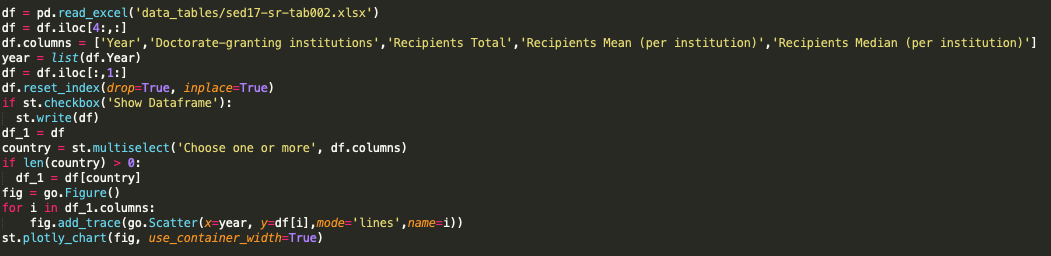 df = pd.read_excel('data_tables/sed17-sr-tab002.xlsx')
df = df.iloc[4:,:]
df.columns = ['Year','Doctorate-granting institutions','Recipients Total','Recipients Mean (per institution)','Recipients Median (per institution)']
year = list(df.Year)
df = df.iloc[:,1:]
df.reset_index(drop=True, inplace=True)
if st.checkbox('Show Dataframe'):
  st.write(df)
df_1 = df
country = st.multiselect('Choose one or more', df.columns)
if len(country) > 0:
  df_1 = df[country]
fig = go.Figure()
for i in df_1.columns:
    fig.add_trace(go.Scatter(x=year, y=df[i],mode='lines',name=i))
st.plotly_chart(fig, use_container_width=True)